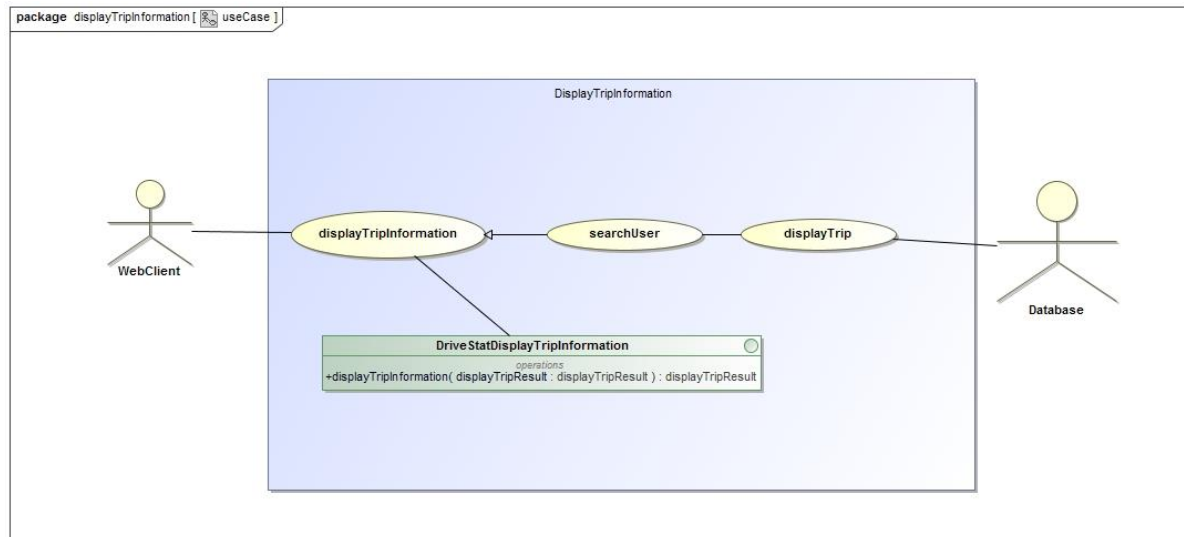 package displayTripInformation [ useCase ]
DisplayTripInformation
displayTripInformation
searchUser
displayTrip
WebClient
Database
DriveStatDisplayTripInformation
operations
+displayTripInformation( displayTripResult : displayTripResult ) : displayTripResult